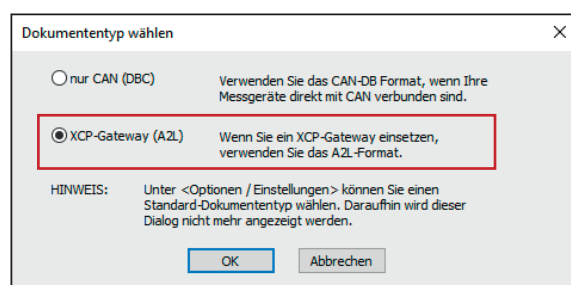 Dokumententyp wählen
nur CAN (DBC)
Verwenden Sie das CAN-DB Format, wenn Ihre
Messgeräte direkt mit CAN verbunden sind.
XCP-Gateway (A2L)
Wenn Sie ein XCP-Gateway einsetzen,
verwenden Sie das A2L-Format.
HINWEIS: Unter <Optionen / Einstellungen> können Sie einen
Standard-Dokumententyp wählen. Daraufhin wird dieser
Dialog nicht mehr angezeigt werden.
OK Abbrechen